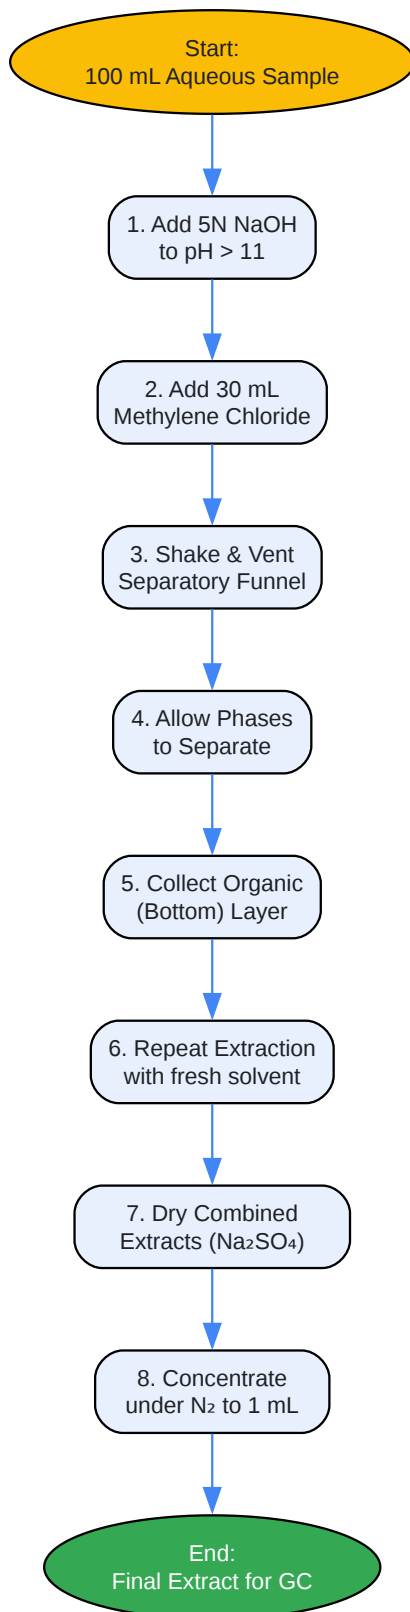 Start:
100 mL Aqueous Sample
1. Add 5N NaOH
to pH > 11
2. Add 30 mL
Methylene Chloride
3. Shake & Vent
Separatory Funnel
4. Allow Phases
to Separate
5. Collect Organic
(Bottom) Layer
6. Repeat Extraction
with fresh solvent
7. Dry Combined
Extracts (Na₂SO₄)
8. Concentrate
under N₂ to 1 mL
End:
Final Extract for GC